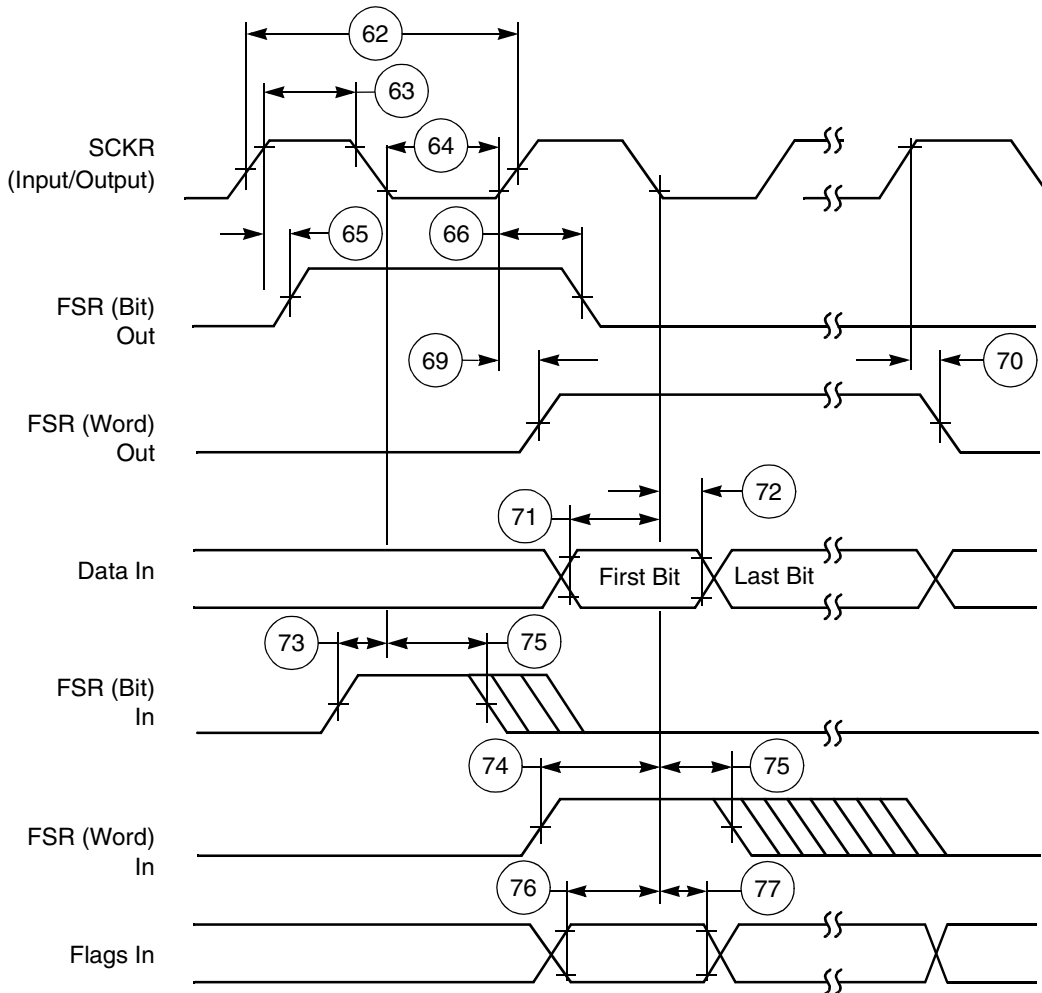 62
63
SCKR
(Input/Output)
64
65
66
FSR (Bit)
Out
69
70
FSR (Word)
Out
71
72
Data In
First Bit
Last Bit
73
75
FSR (Bit)
In
74
75
FSR (Word)
In
76
77
Flags In